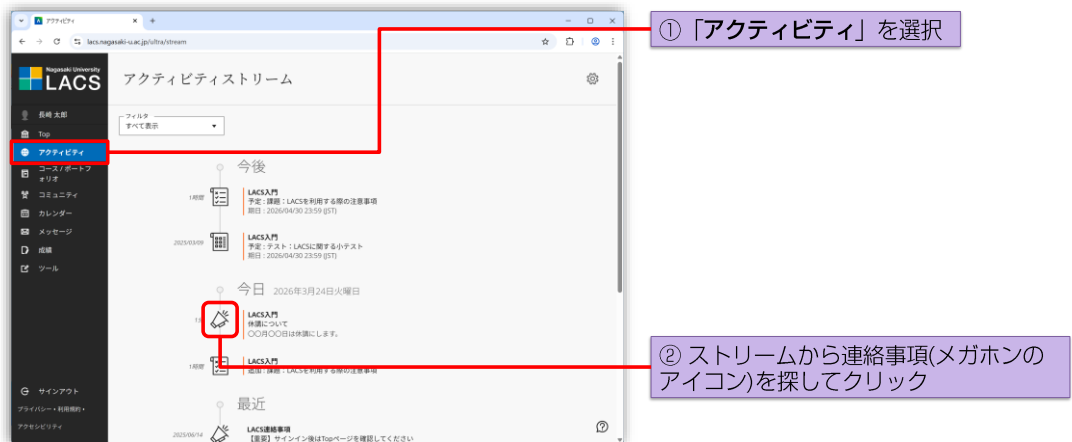 アクティビティ
lacs.nagasaki-u.ac.jp/ultra/stream
① 「アクティビティ」を選択
Nagasaki University
LACS
アクティビティストリーム
長崎 太郎
Top
アクティビティ
コース / ポートフ
ォリオ
コミュニティ
カレンダー
メッセージ
成績
ツール
サインアウト
プライバシー・利用規約・
アクセシビリティ
フィルタ
すべて表示
今後
1時間
LACS入門
予定 : 課題：LACSを利用する際の注意事項
期日 : 2026/04/30 23:59 (JST)
2025/03/09
LACS入門
予定 : テスト：LACSに関する小テスト
期日 : 2026/04/30 23:59 (JST)
今日 2026年3月24日火曜日
LACS入門
休講について
〇〇月〇〇日は休講にします。
② ストリームから連絡事項(メガホンの
アイコン)を探してクリック
1時間
LACS入門
追加 : 課題：LACSを利用する際の注意事項
最近
2025/06/14
LACS連絡事項
【重要】サインイン後はTopページを確認してください